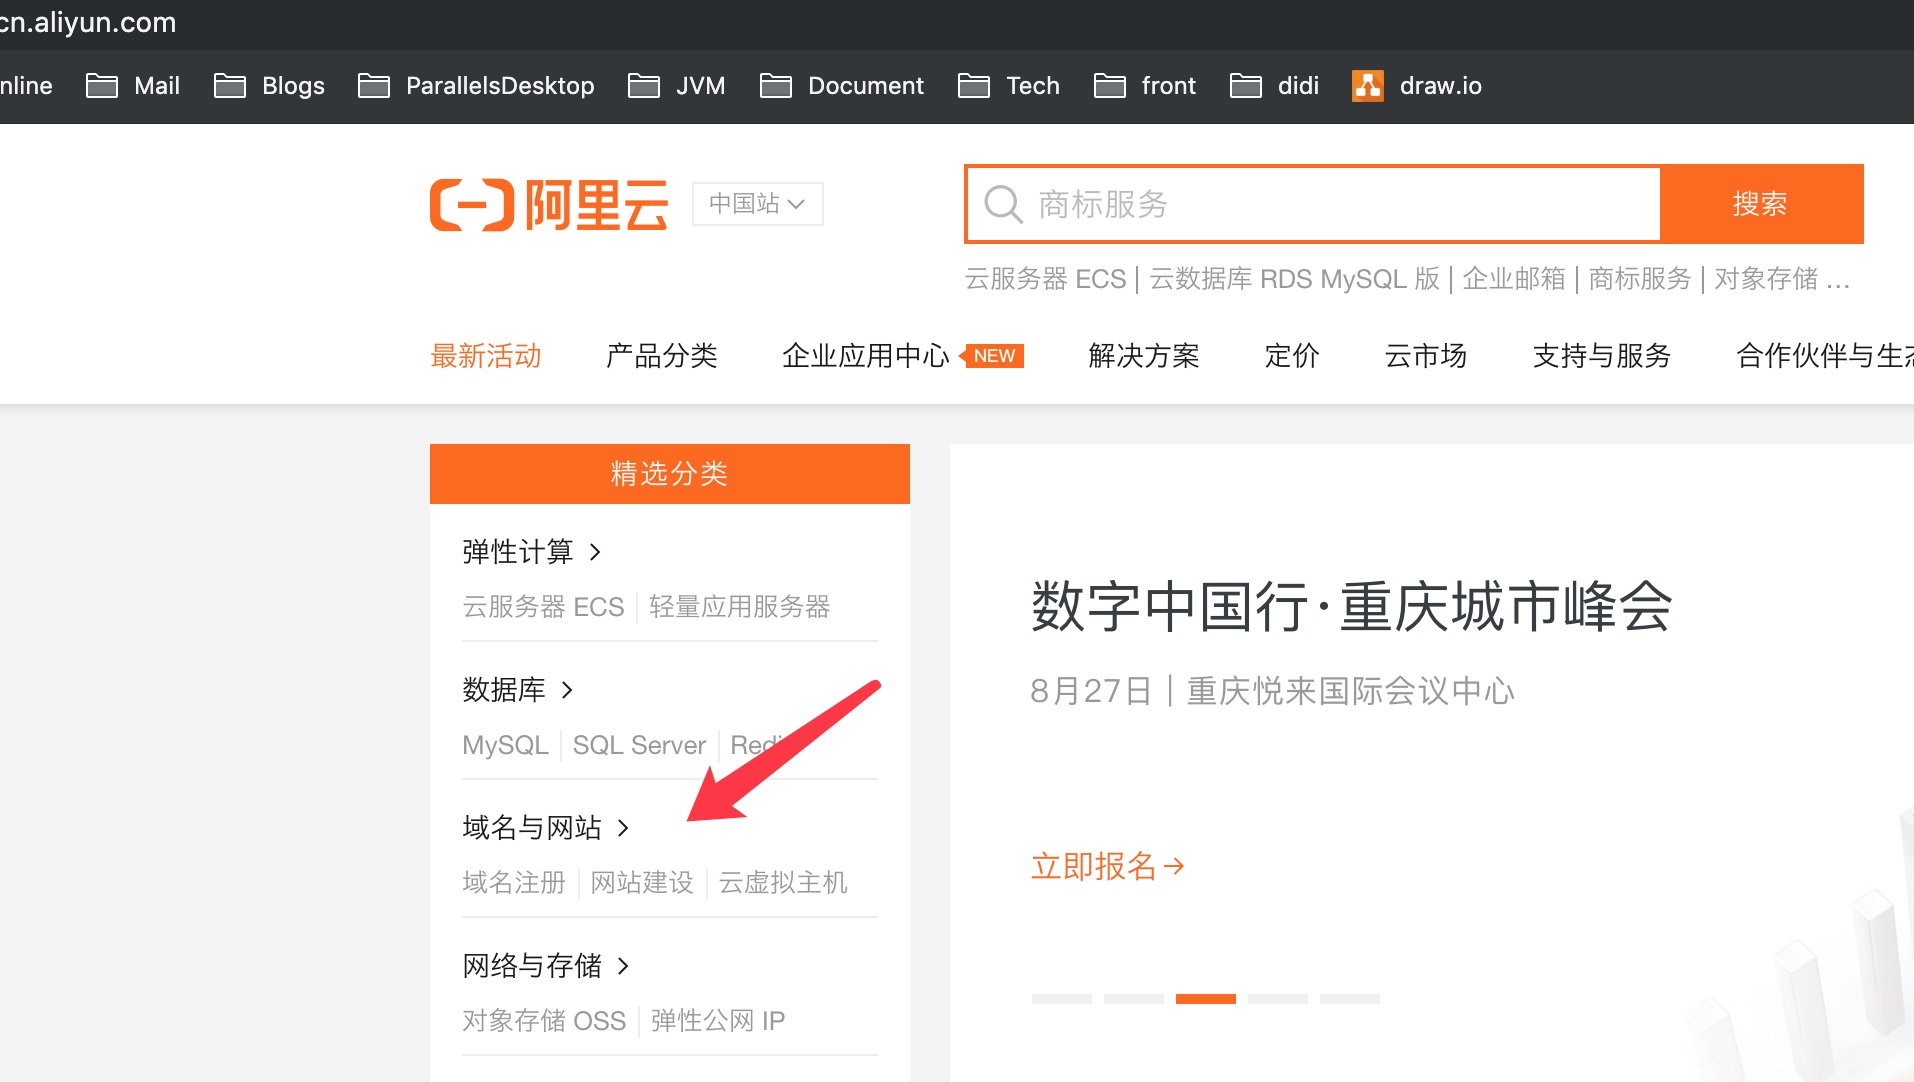 cn.aliyun.com
nline Mail Blogs ParallelsDesktop JVM Document Tech front didi draw.io
阿里云 中国站 商标服务 搜索
云服务器 ECS | 云数据库 RDS MySQL 版 | 企业邮箱 | 商标服务 | 对象存储 ...
最新活动 产品分类 企业应用中心 NEW 解决方案 定价 云市场 支持与服务 合作伙伴与生态
精选分类
弹性计算 >
云服务器 ECS | 轻量应用服务器
数据库 >
MySQL | SQL Server | Redi
域名与网站 >
域名注册 | 网站建设 | 云虚拟主机
网络与存储 >
对象存储 OSS | 弹性公网 IP
数字中国行·重庆城市峰会
8月27日 | 重庆悦来国际会议中心
立即报名→